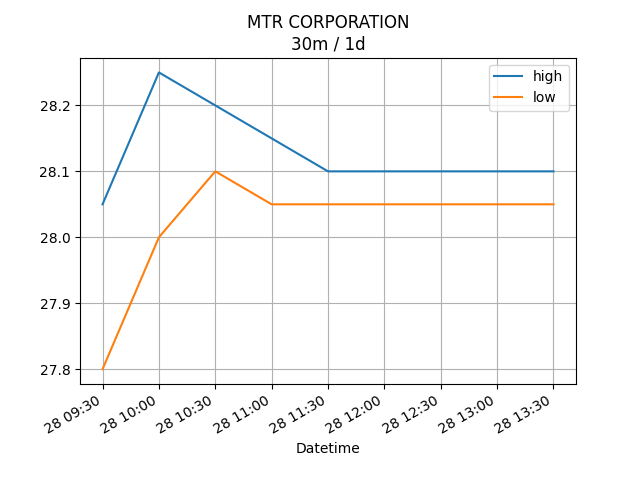 MTR CORPORATION
30m / 1d
high
low
28.2
28.1
28.0
27.9
27.8
28 09:30
28 10:00
28 10:30
28 11:00
28 11:30
28 12:00
28 12:30
28 13:00
28 13:30
Datetime